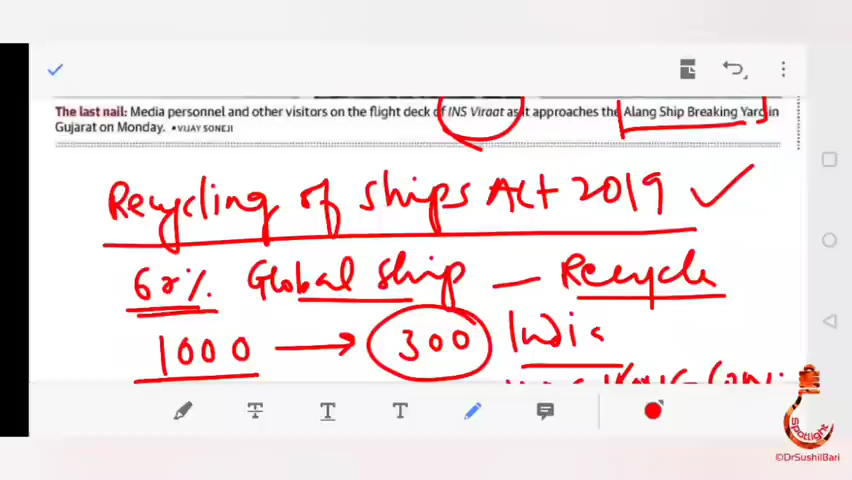 The last nail: Media personnel and other visitors on the flight deck of INS Viraat as it approaches the Alang Ship Breaking Yard in
Gujarat on Monday. ▪VIJAY SONEJI
Recycling of Ships Act 2019 ✓
62% Global Ship — Recycle
1000 → 300 India
T T T
Spotlight
©DrSushilBari